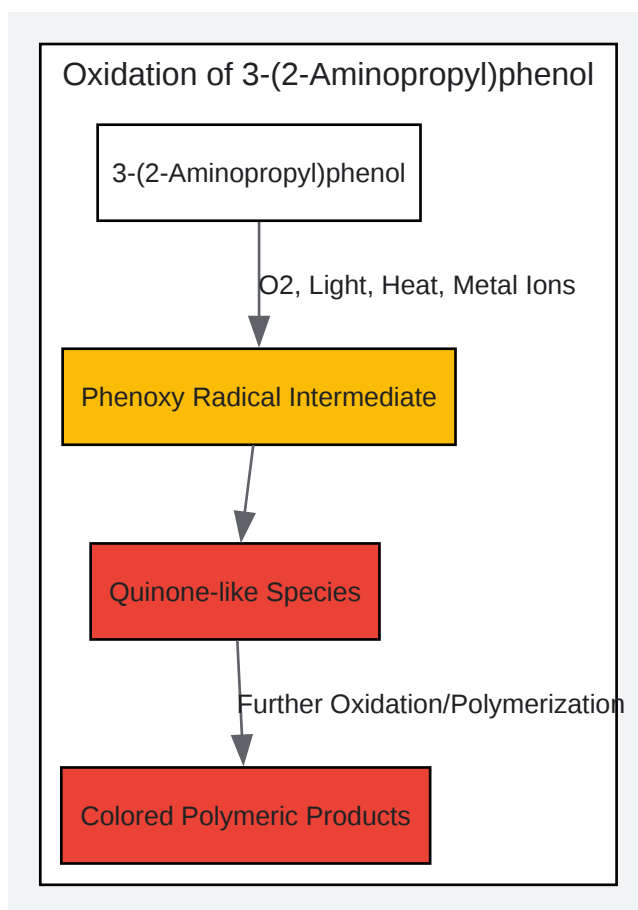 Oxidation of 3-(2-Aminopropyl)phenol
3-(2-Aminopropyl)phenol
O2, Light, Heat, Metal Ions
Phenoxy Radical Intermediate
Quinone-like Species
Further Oxidation/Polymerization
Colored Polymeric Products